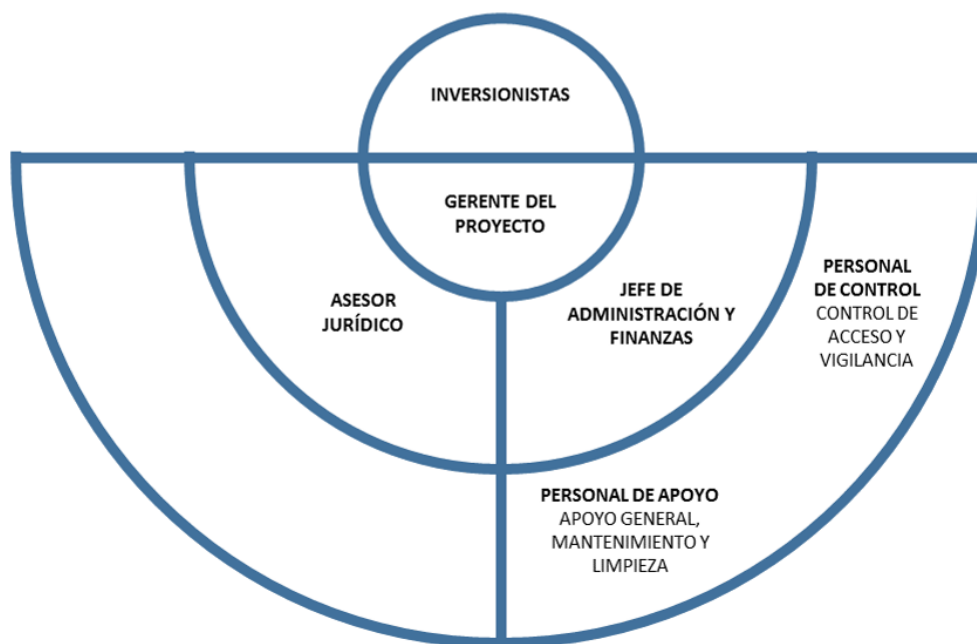 INVERSIONISTAS
GERENTE DEL
PROYECTO
ASESOR
JURÍDICO
JEFE DE
ADMINISTRACIÓN Y
FINANZAS
PERSONAL
DE CONTROL
CONTROL DE
ACCESO Y
VIGILANCIA
PERSONAL DE APOYO
APOYO GENERAL,
MANTENIMIENTO Y
LIMPIEZA